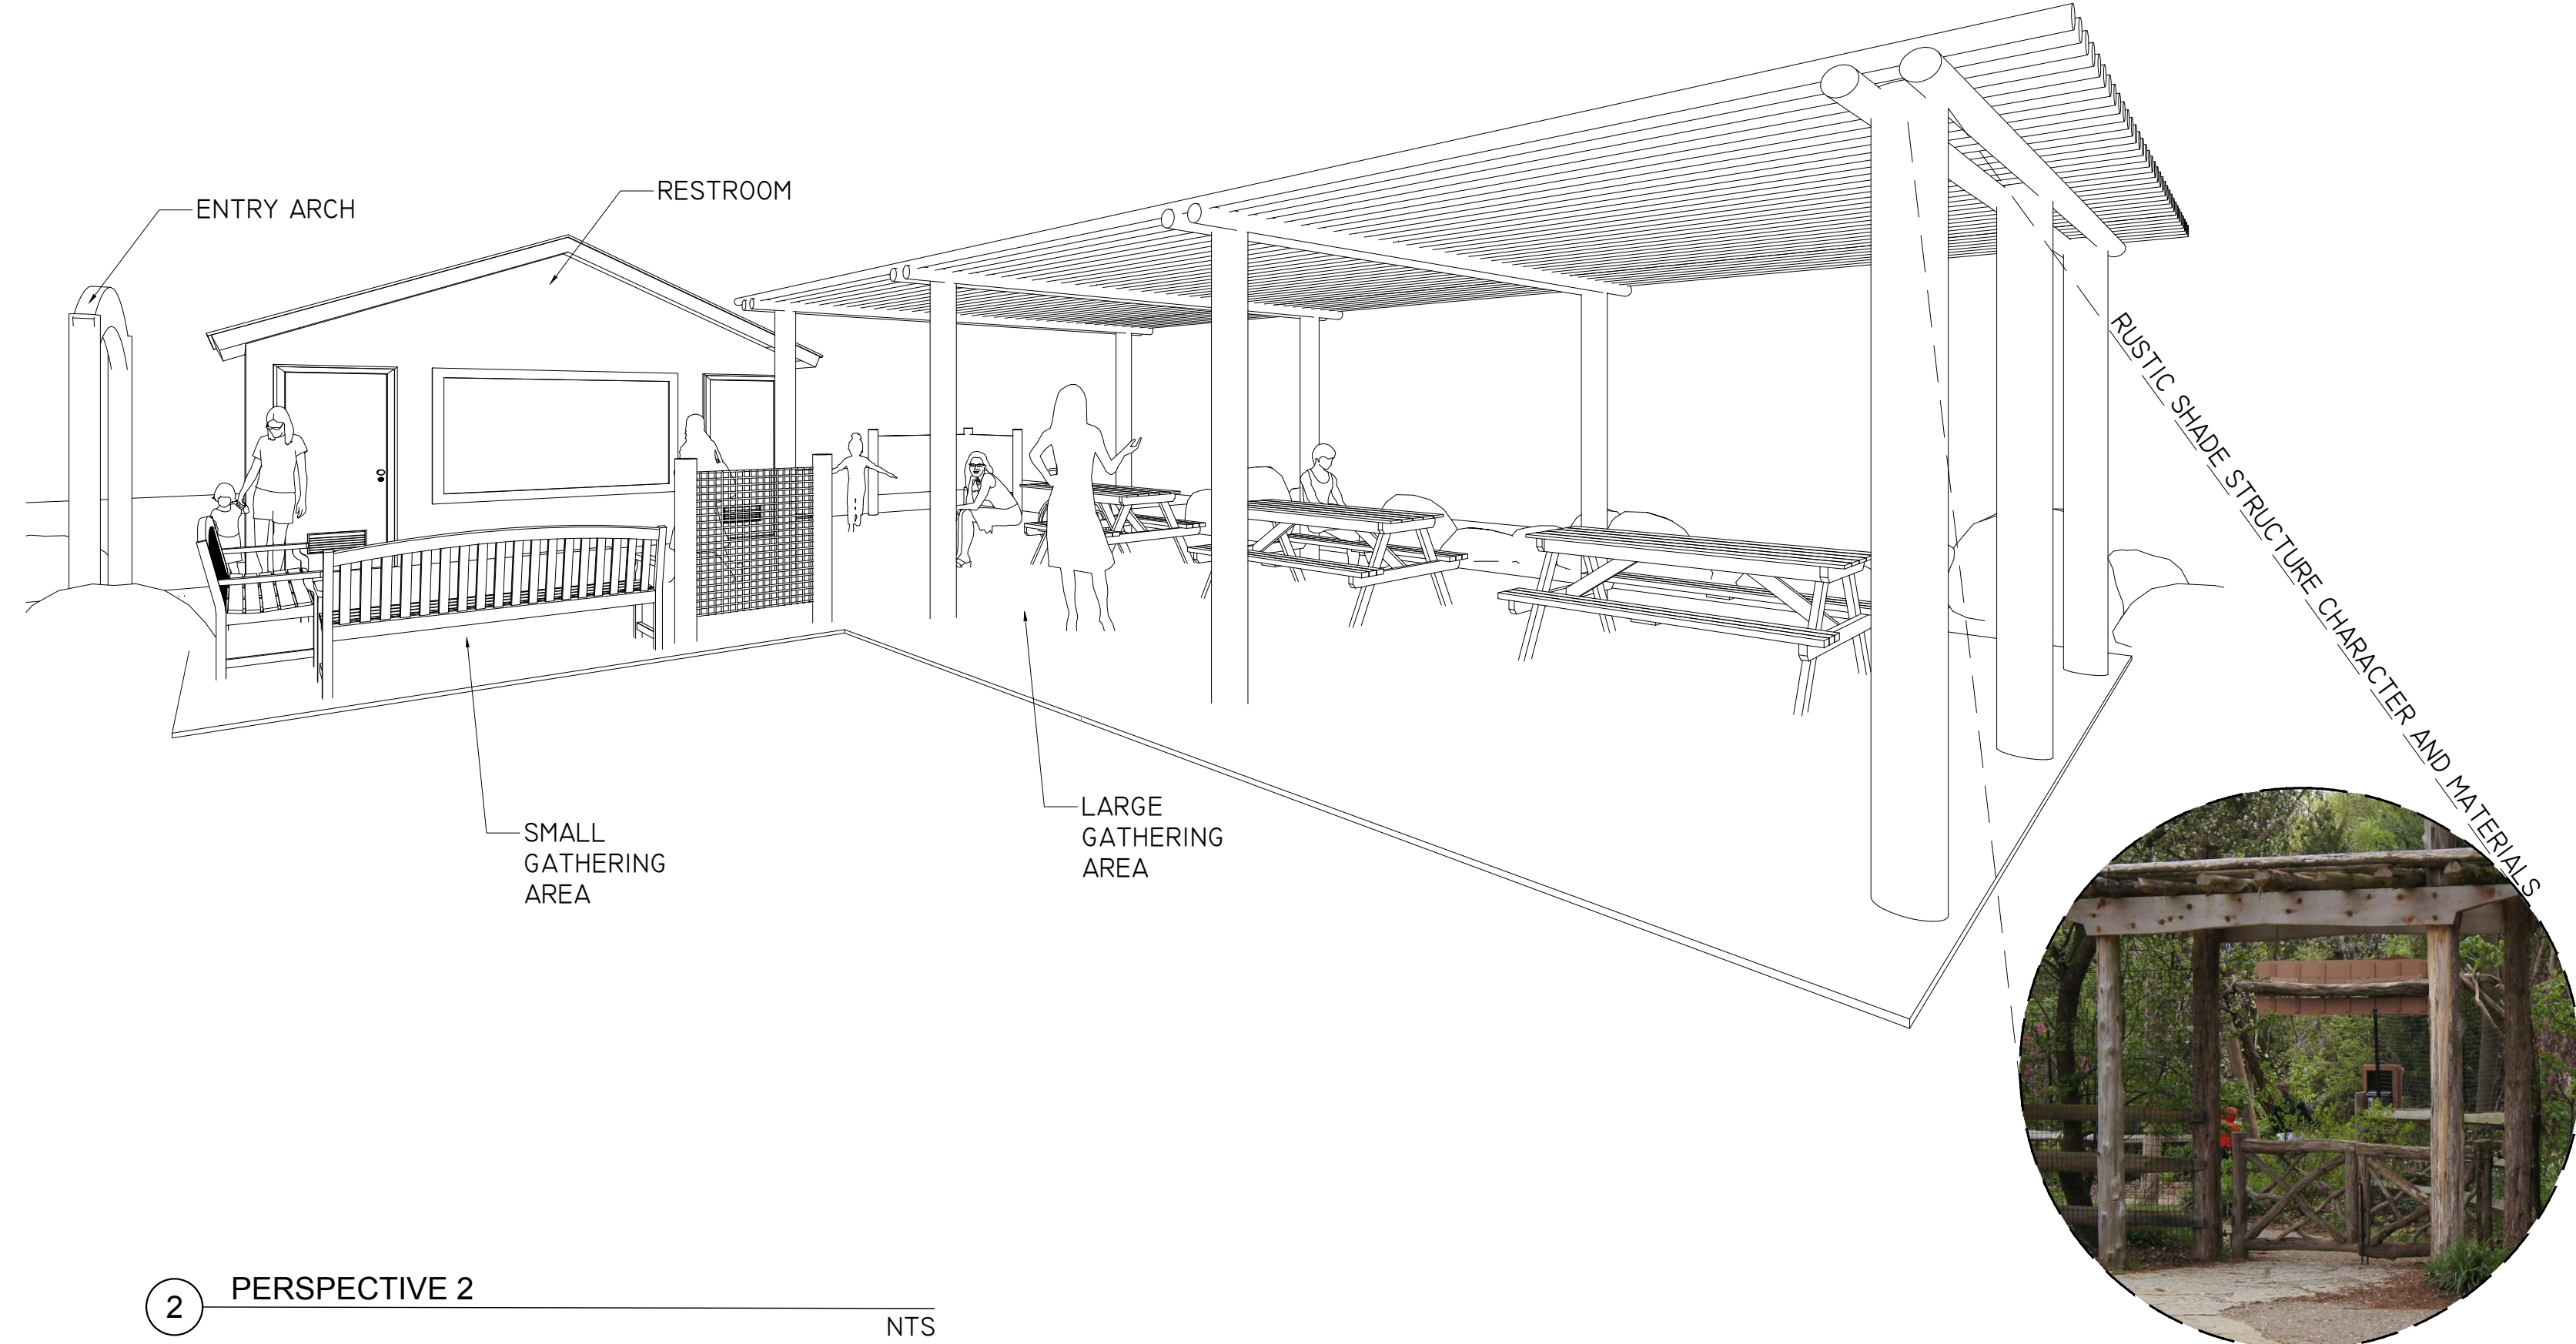 ENTRY ARCH
RESTROOM
RUSTIC SHADE STRUCTURE CHARACTER AND MATERIALS
SMALL
GATHERING
AREA
LARGE
GATHERING
AREA
2
PERSPECTIVE 2
NTS